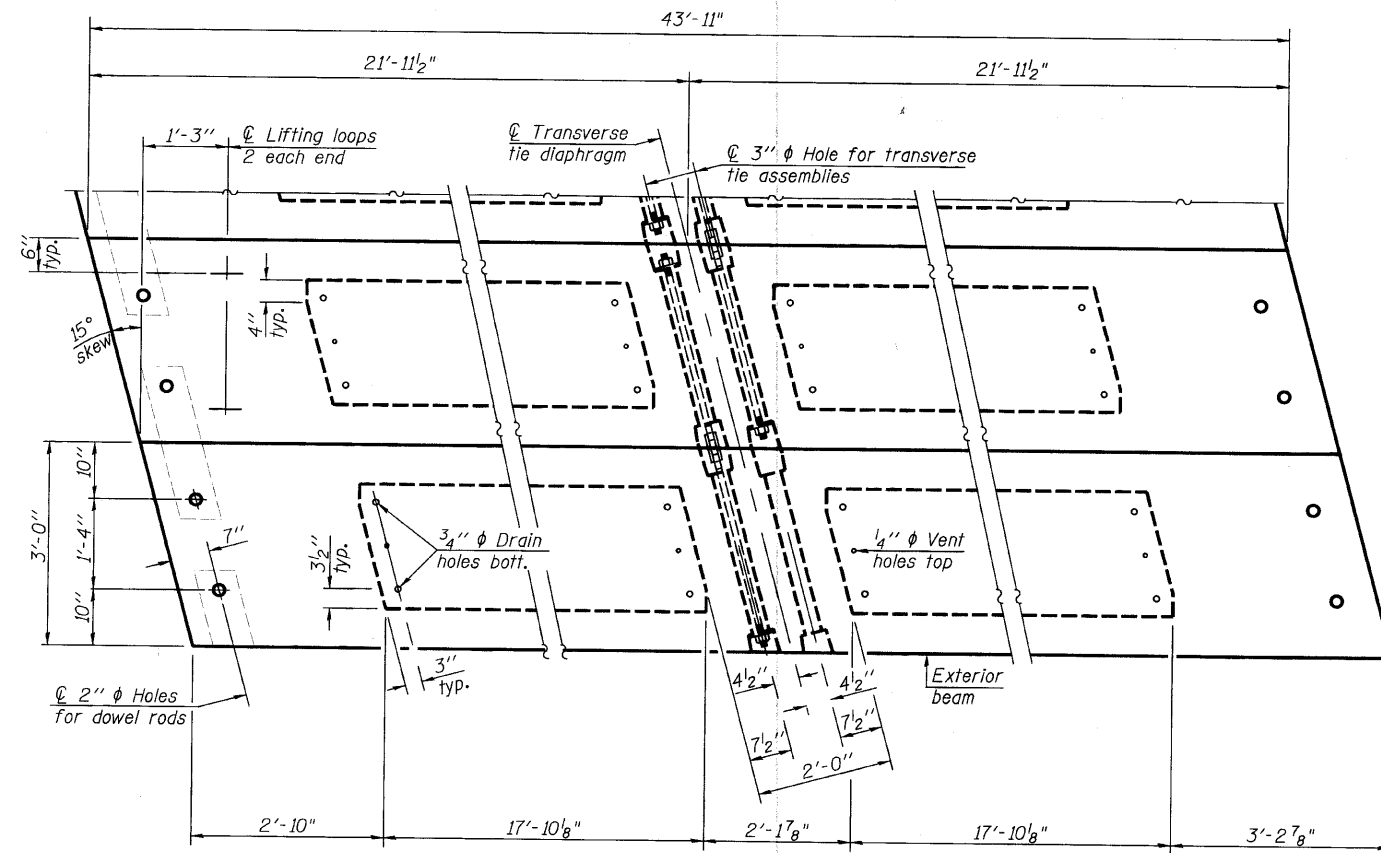 43'-11"
21'-11½"
21'-11½"
1'-3"
℄ Lifting loops
2 each end
℄ Transverse
tie diaphragm
℄ 3" ϕ Hole for transverse
tie assemblies
6"
typ.
4"
typ.
15°
skew
3'-0"
10"
1'-4"
10"
7"
3½"
typ.
¾" ϕ Drain
holes bott.
¼" ϕ Vent
holes top
3"
typ.
℄ 2" ϕ Holes
for dowel rods
4½"
4½"
7½"
7½"
2'-0"
Exterior
beam
2'-10"
17'-10⅛"
2'-1⅞"
17'-10⅛"
3'-2⅞"